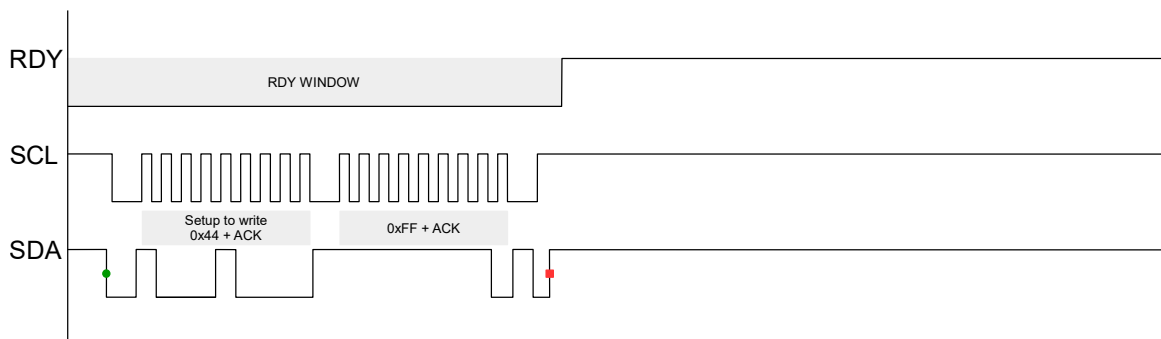 RDY
RDY WINDOW
SCL
Setup to write
0x44 + ACK
0xFF + ACK
SDA